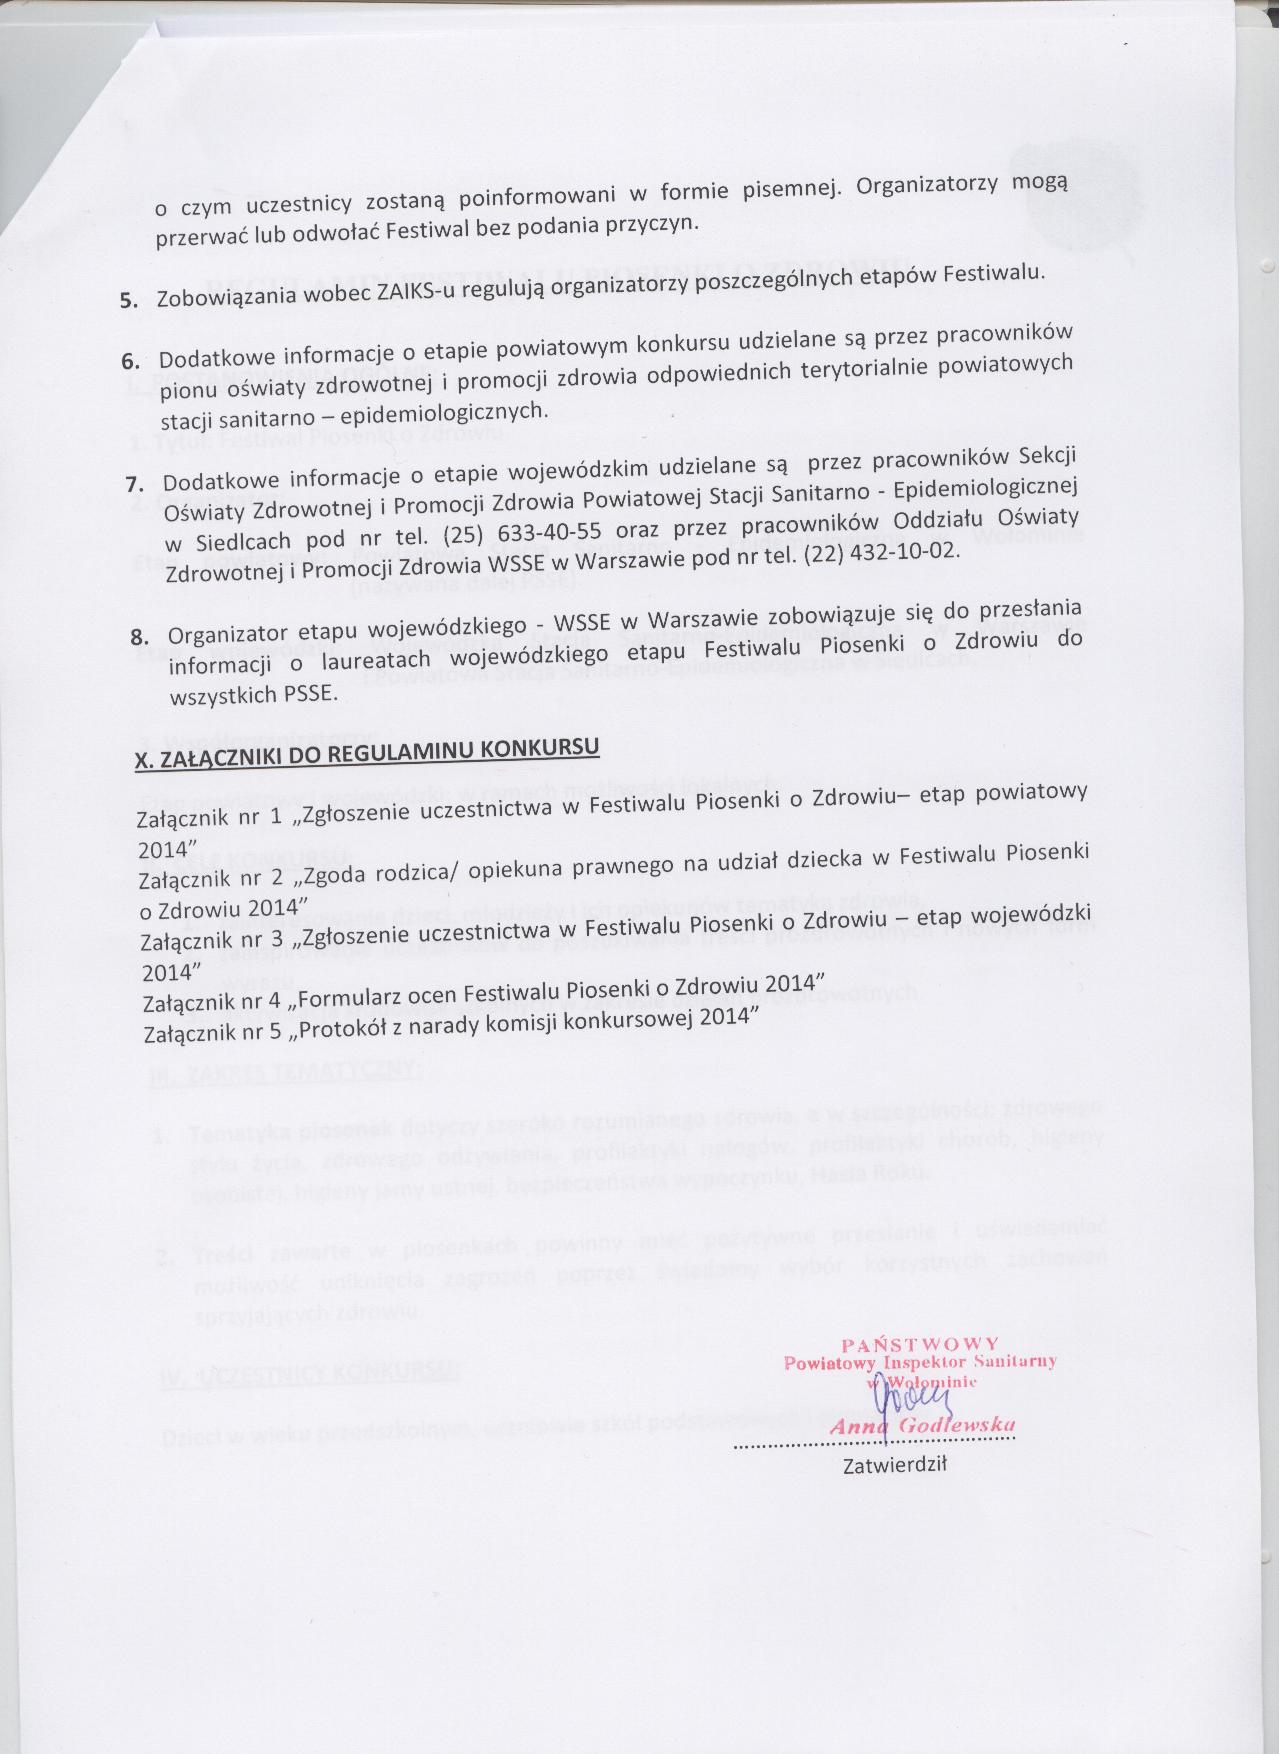 o czym uczestnicy zostaną poinformowani w formie pisemnej. Organizatorzy mogą
przerwać lub odwołać Festiwal bez podania przyczyn.
5. Zobowiązania wobec ZAIKS-u regulują organizatorzy poszczególnych etapów Festiwalu.
6. Dodatkowe informacje o etapie powiatowym konkursu udzielane są przez pracowników
pionu oświaty zdrowotnej i promocji zdrowia odpowiednich terytorialnie powiatowych
stacji sanitarno – epidemiologicznych.
7. Dodatkowe informacje o etapie wojewódzkim udzielane są przez pracowników Sekcji
Oświaty Zdrowotnej i Promocji Zdrowia Powiatowej Stacji Sanitarno - Epidemiologicznej
w Siedlcach pod nr tel. (25) 633-40-55 oraz przez pracowników Oddziału Oświaty
Zdrowotnej i Promocji Zdrowia WSSE w Warszawie pod nr tel. (22) 432-10-02.
8. Organizator etapu wojewódzkiego - WSSE w Warszawie zobowiązuje się do przesłania
informacji o laureatach wojewódzkiego etapu Festiwalu Piosenki o Zdrowiu do
wszystkich PSSE.
X. ZAŁĄCZNIKI DO REGULAMINU KONKURSU
Załącznik nr 1 „Zgłoszenie uczestnictwa w Festiwalu Piosenki o Zdrowiu– etap powiatowy
2014”
Załącznik nr 2 „Zgoda rodzica/ opiekuna prawnego na udział dziecka w Festiwalu Piosenki
o Zdrowiu 2014”
Załącznik nr 3 „Zgłoszenie uczestnictwa w Festiwalu Piosenki o Zdrowiu – etap wojewódzki
2014”
Załącznik nr 4 „Formularz ocen Festiwalu Piosenki o Zdrowiu 2014”
Załącznik nr 5 „Protokół z narady komisji konkursowej 2014”
PAŃSTWOWY
Powiatowy Inspektor Sanitarny
w Wołominie
Anna Godlewska
Zatwierdził